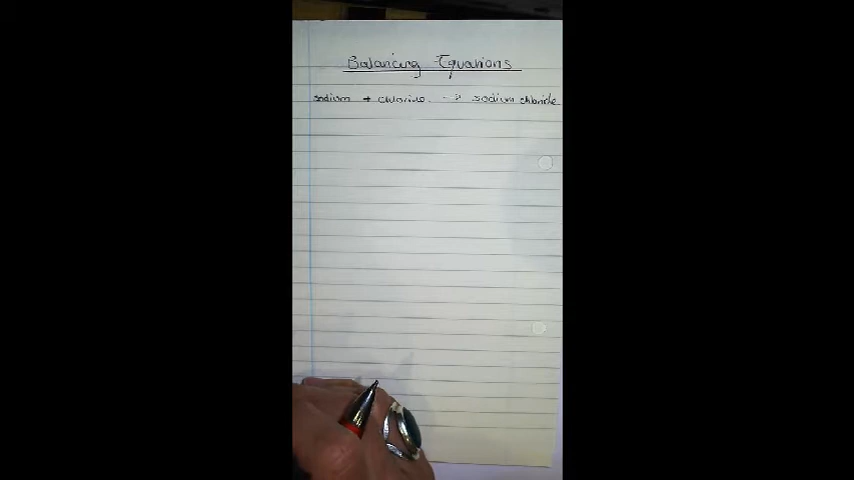 Balancing Equations
sodium + chlorine → sodium chloride